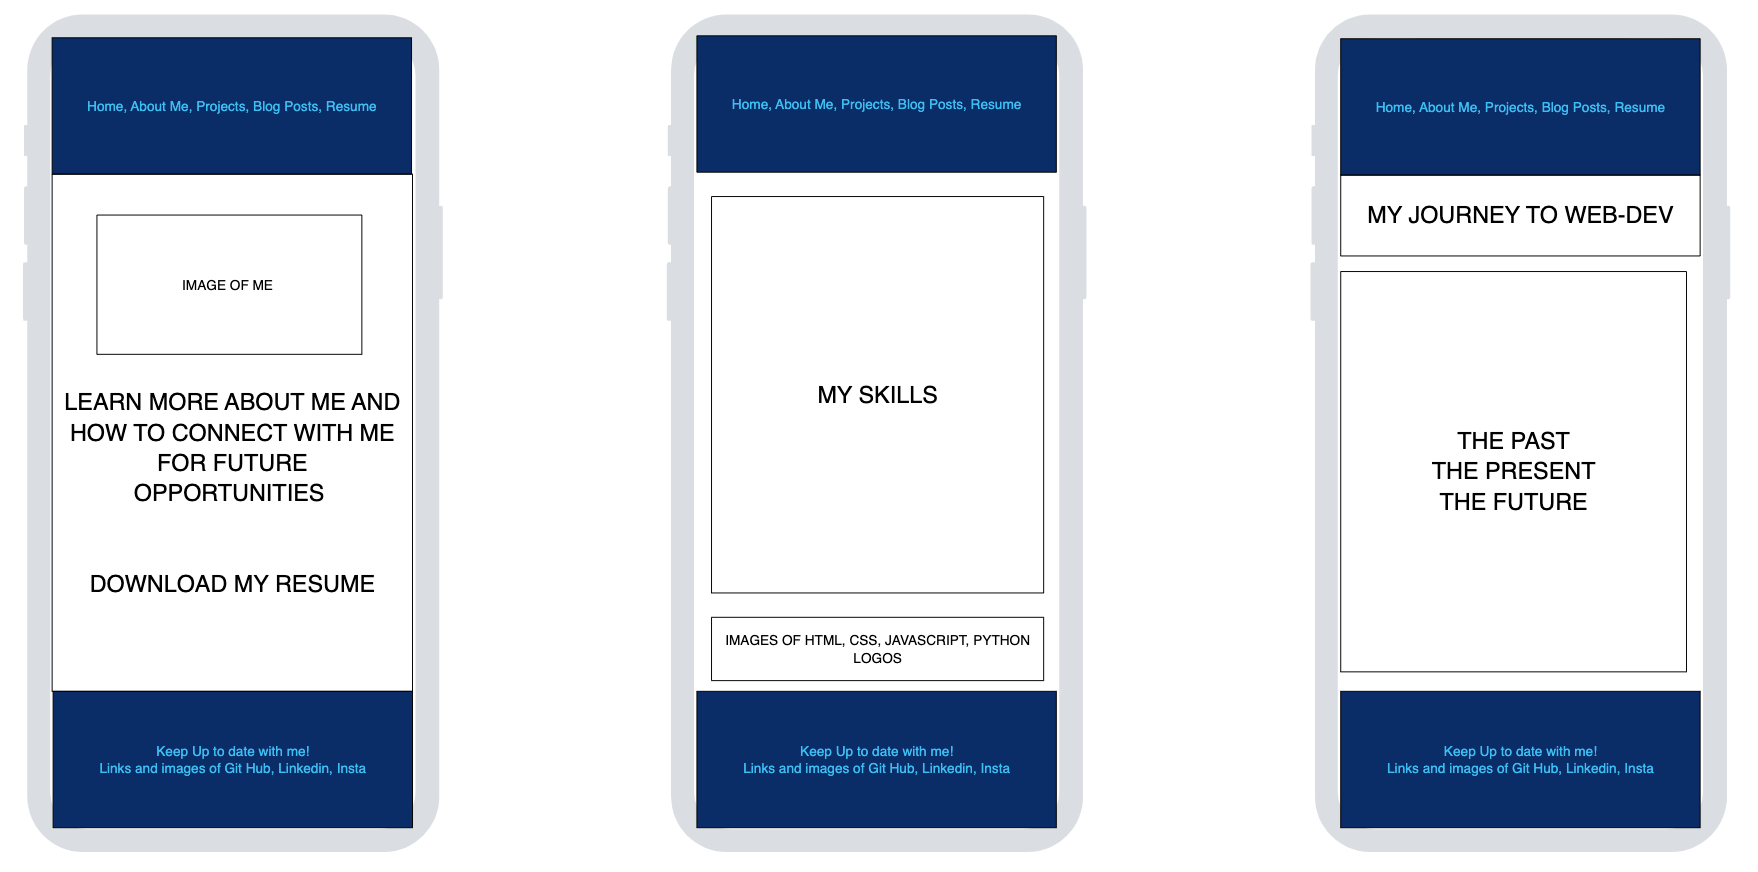 Home, About Me, Projects, Blog Posts, Resume
IMAGE OF ME
LEARN MORE ABOUT ME AND
HOW TO CONNECT WITH ME
FOR FUTURE
OPPORTUNITIES
DOWNLOAD MY RESUME
Keep Up to date with me!
Links and images of Git Hub, Linkedin, Insta
Home, About Me, Projects, Blog Posts, Resume
MY SKILLS
IMAGES OF HTML, CSS, JAVASCRIPT, PYTHON
LOGOS
Keep Up to date with me!
Links and images of Git Hub, Linkedin, Insta
Home, About Me, Projects, Blog Posts, Resume
MY JOURNEY TO WEB-DEV
THE PAST
THE PRESENT
THE FUTURE
Keep Up to date with me!
Links and images of Git Hub, Linkedin, Insta